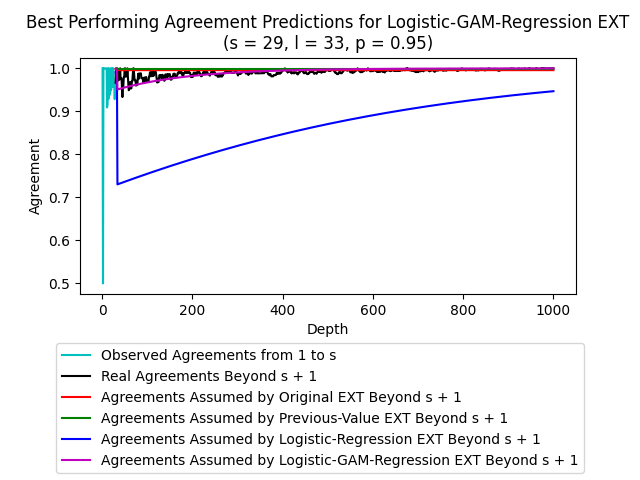 Best Performing Agreement Predictions for Logistic-GAM-Regression EXT
(s = 29, l = 33, p = 0.95)
1.0
0.9
0.8
0.7
0.6
0.5
Agreement
0 200 400 600 800 1000
Depth
Observed Agreements from 1 to s
Real Agreements Beyond s + 1
Agreements Assumed by Original EXT Beyond s + 1
Agreements Assumed by Previous-Value EXT Beyond s + 1
Agreements Assumed by Logistic-Regression EXT Beyond s + 1
Agreements Assumed by Logistic-GAM-Regression EXT Beyond s + 1